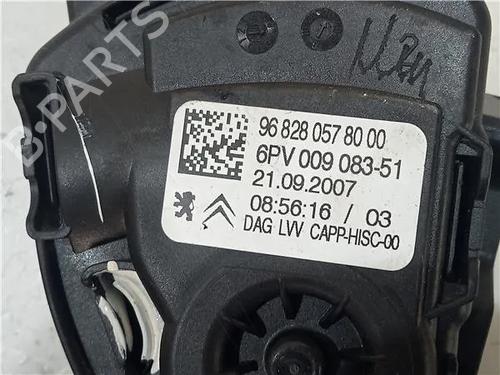 B-PARTS
96 828 057 80 00
6PV 009 083-51
21.09.2007
08:56:16 / 03
DAG LVV CAPP-HISC-00